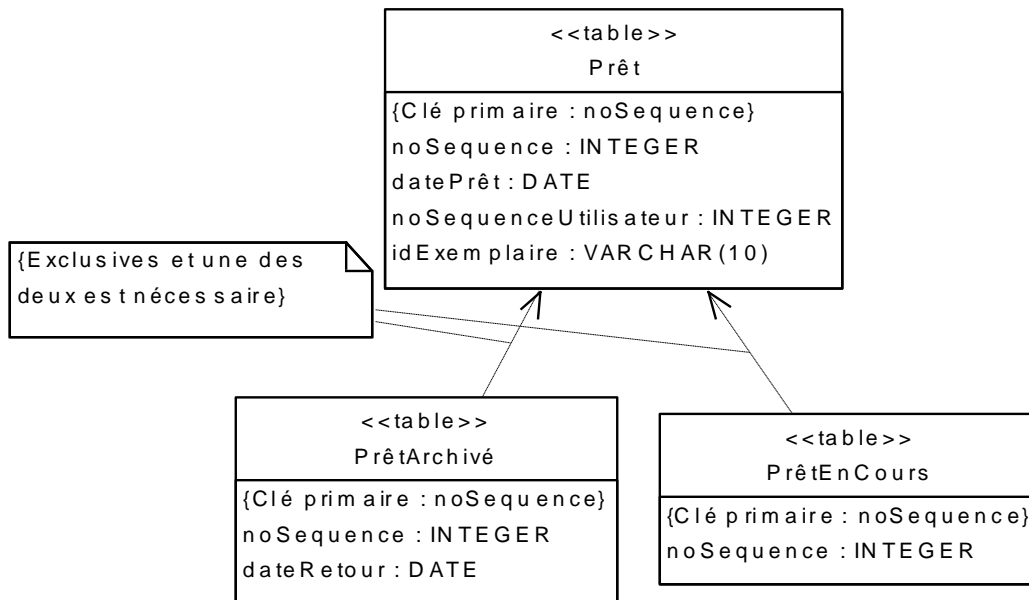 <<table>>
Prêt
{Clé primaire : noSequence}
noSequence : INTEGER
datePrêt : DATE
noSequenceUtilisateur : INTEGER
idExemplaire : VARCHAR(10)
{Exclusives et une des
deux est nécessaire}
<<table>>
PrêtArchivé
{Clé primaire : noSequence}
noSequence : INTEGER
dateRetour : DATE
<<table>>
PrêtEnCours
{Clé primaire : noSequence}
noSequence : INTEGER